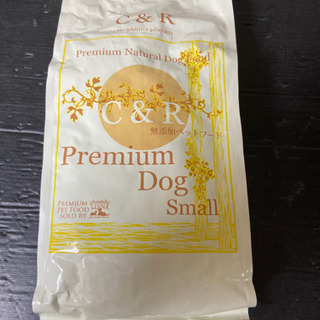 C & R
Premium Natural Dog Food
C & R
無添加ペットフード
Premium
Dog
Small
PREMIUM
PET FOOD
SOLD BY